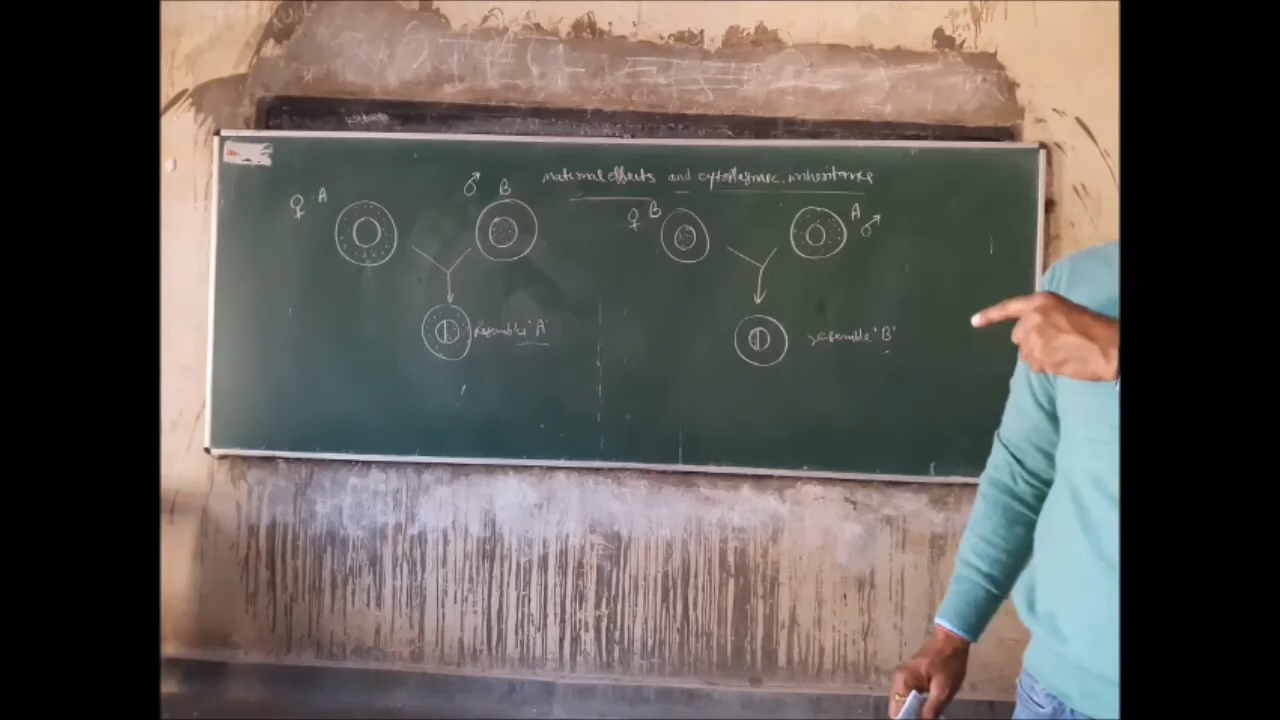 Maternal effects and cytoplasmic inheritance
♀ A
♂ B
♀ B
A ♂
Resemble 'A'
resemble 'B'